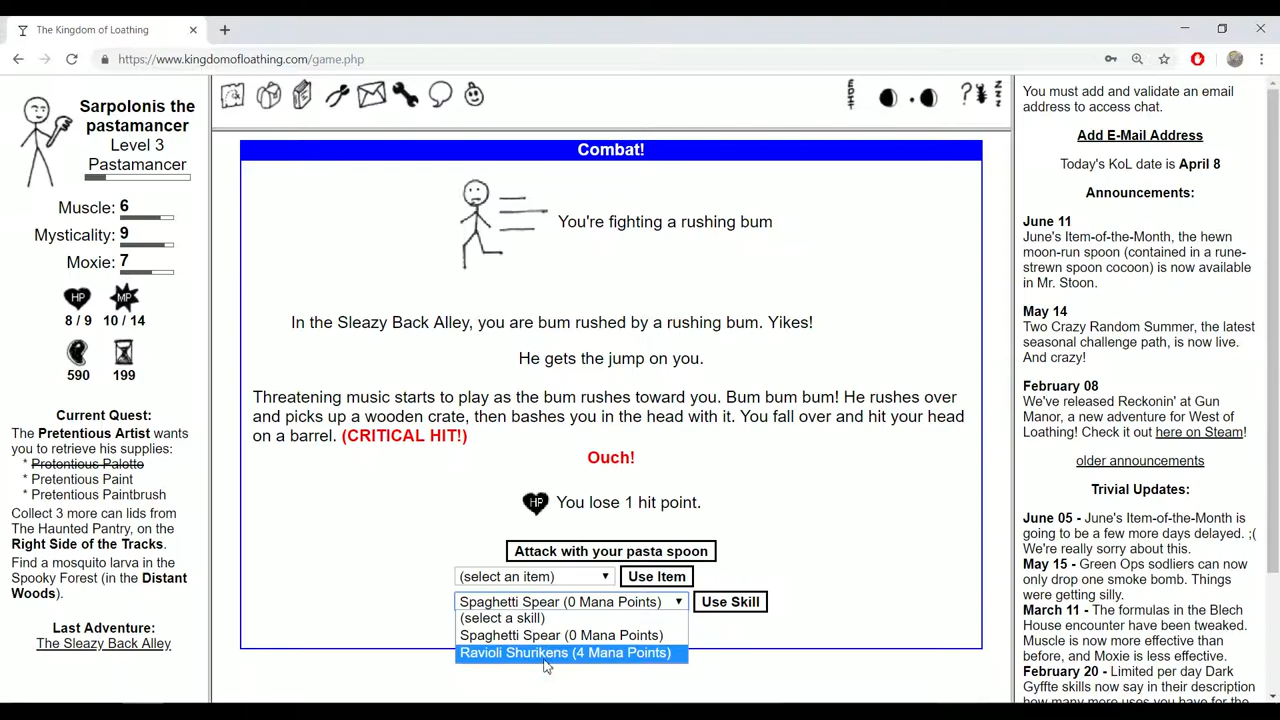 The Kingdom of Loathing
https://www.kingdomofloathing.com/game.php
Sarpolonis the
pastamancer
Level 3
Pastamancer
Muscle: 6
Mysticality: 9
Moxie: 7
HP MP
8 / 9 10 / 14
590 199
Current Quest:
The Pretentious Artist wants
you to retrieve his supplies:
* Pretentious Palette
* Pretentious Paint
* Pretentious Paintbrush
Collect 3 more can lids from
The Haunted Pantry, on the
Right Side of the Tracks.
Find a mosquito larva in the
Spooky Forest (in the Distant
Woods).
Last Adventure:
The Sleazy Back Alley
Combat!
You're fighting a rushing bum
In the Sleazy Back Alley, you are bum rushed by a rushing bum. Yikes!
He gets the jump on you.
Threatening music starts to play as the bum rushes toward you. Bum bum bum! He rushes over
and picks up a wooden crate, then bashes you in the head with it. You fall over and hit your head
on a barrel. (CRITICAL HIT!)
Ouch!
HP You lose 1 hit point.
Attack with your pasta spoon
(select an item) Use Item
Spaghetti Spear (0 Mana Points) Use Skill
(select a skill)
Spaghetti Spear (0 Mana Points)
Ravioli Shurikens (4 Mana Points)
You must add and validate an email
address to access chat.
Add E-Mail Address
Today's KoL date is April 8
Announcements:
June 11
June's Item-of-the-Month, the hewn
moon-rune spoon (contained in a rune-
strewn spoon cocoon) is now available
in Mr. Stoon.
May 14
Two Crazy Random Summer, the latest
seasonal challenge path, is now live.
And crazy!
February 08
We've released Reckonin' at Gun
Manor, a new adventure for West of
Loathing! Check it out here on Steam!
older announcements
Trivial Updates:
June 05 - June's Item-of-the-Month is
going to be a few more days delayed. ;(
We're really sorry about this.
May 15 - Green Ops sodliers can now
only drop one smoke bomb. Things
were getting silly.
March 11 - The formulas in the Blech
House encounter have been tweaked.
Muscle is now more effective than
before, and Moxie is less effective.
February 20 - Limited per day Dark
Gyffte skills now say in their description
how many more uses you have for the